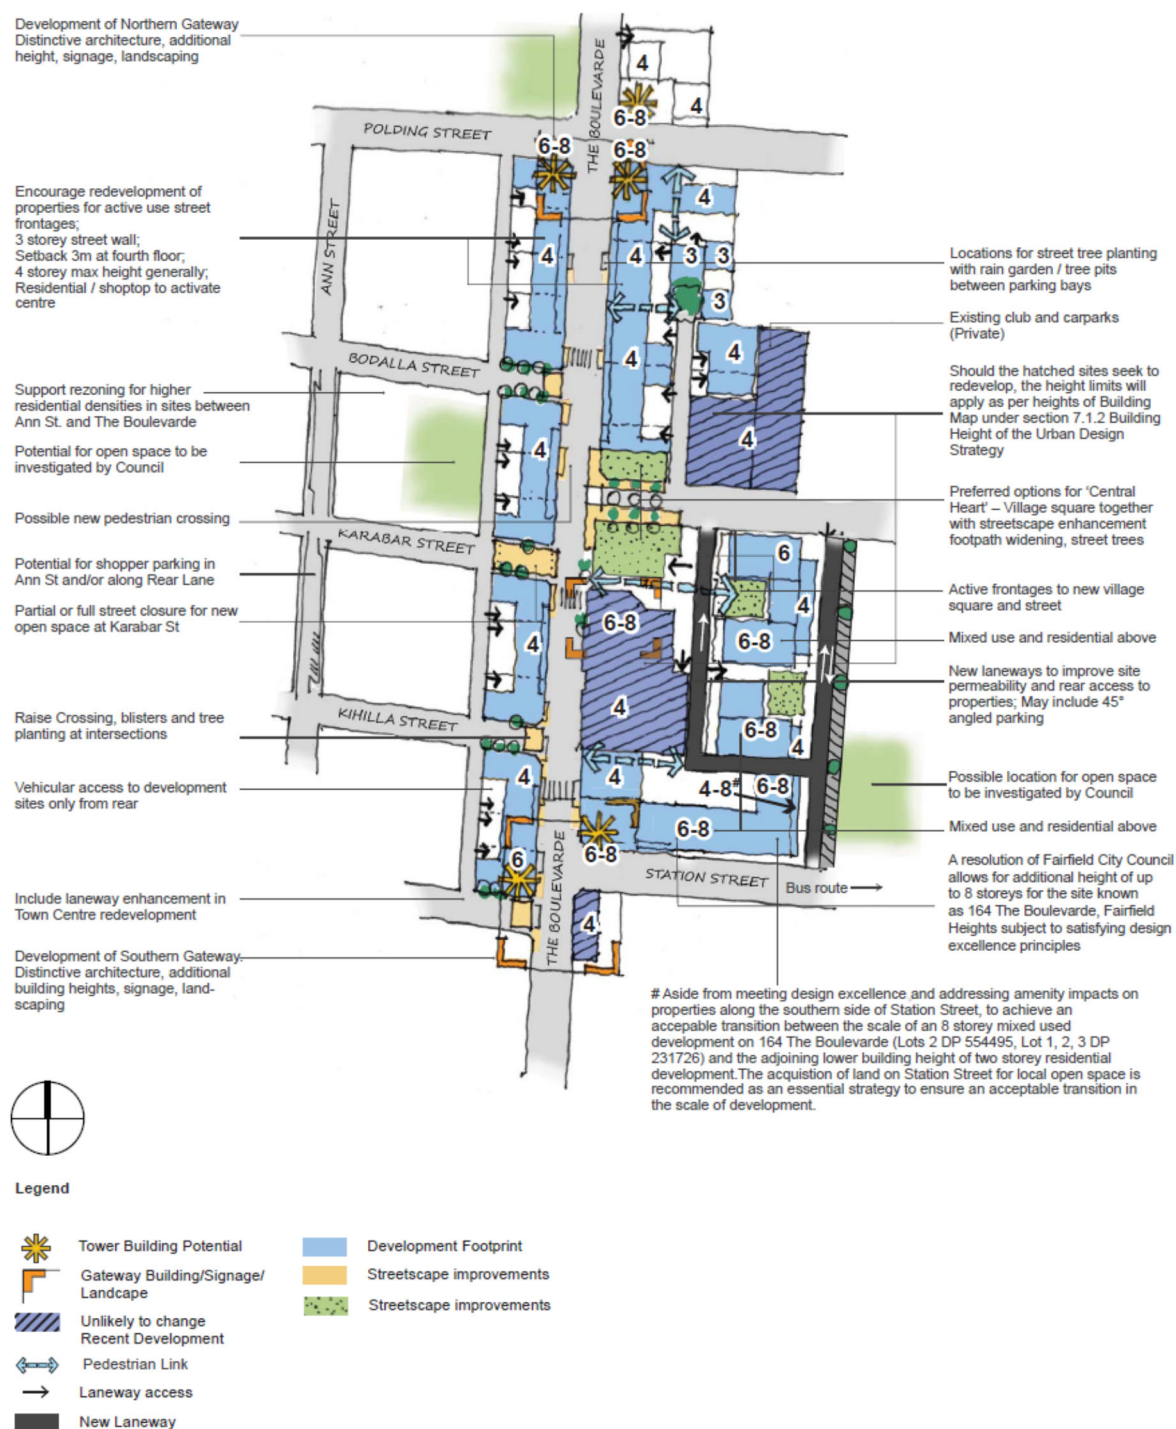 Development of Northern Gateway
Distinctive architecture, additional
height, signage, landscaping
Encourage redevelopment of
properties for active use street
frontages;
3 storey street wall;
Setback 3m at fourth floor;
4 storey max height generally;
Residential / shoptop to activate
centre
Support rezoning for higher
residential densities in sites between
Ann St. and The Boulevarde
Potential for open space to be
investigated by Council
Possible new pedestrian crossing
Potential for shopper parking in
Ann St and/or along Rear Lane
Partial or full street closure for new
open space at Karabar St
Raise Crossing, blisters and tree
planting at intersections
Vehicular access to development
sites only from rear
Include laneway enhancement in
Town Centre redevelopment
Development of Southern Gateway.
Distinctive architecture, additional
building heights, signage, land-
scaping
THE BOULEVARDE
4
4
6-8
POLDING STREET
6-8
6-8
ANN STREET
4
4
4
3
3
3
BODALLA STREET
4
4
4
4
KARABAR STREET
6
4
6-8
6-8
4
4
KIHILLA STREET
6-8
4
4
4
4-8#
6-8
6-8
6-8
6
STATION STREET
Bus route
THE BOULEVARDE
4
Locations for street tree planting
with rain garden / tree pits
between parking bays
Existing club and carparks
(Private)
Should the hatched sites seek to
redevelop, the height limits will
apply as per heights of Building
Map under section 7.1.2 Building
Height of the Urban Design
Strategy
Preferred options for ‘Central
Heart’ – Village square together
with streetscape enhancement
footpath widening, street trees
Active frontages to new village
square and street
Mixed use and residential above
New laneways to improve site
permeability and rear access to
properties; May include 45°
angled parking
Possible location for open space
to be investigated by Council
Mixed use and residential above
A resolution of Fairfield City Council
allows for additional height of up
to 8 storeys for the site known
as 164 The Boulevarde, Fairfield
Heights subject to satisfying design
excellence principles
# Aside from meeting design excellence and addressing amenity impacts on
properties along the southern side of Station Street, to achieve an
accepable transition between the scale of an 8 storey mixed used
development on 164 The Boulevarde (Lots 2 DP 554495, Lot 1, 2, 3 DP
231726) and the adjoining lower building height of two storey residential
development.The acquistion of land on Station Street for local open space is
recommended as an essential strategy to ensure an acceptable transition in
the scale of development.
Legend
Tower Building Potential
Gateway Building/Signage/
Landcape
Unlikely to change
Recent Development
Pedestrian Link
Laneway access
New Laneway
Development Footprint
Streetscape improvements
Streetscape improvements